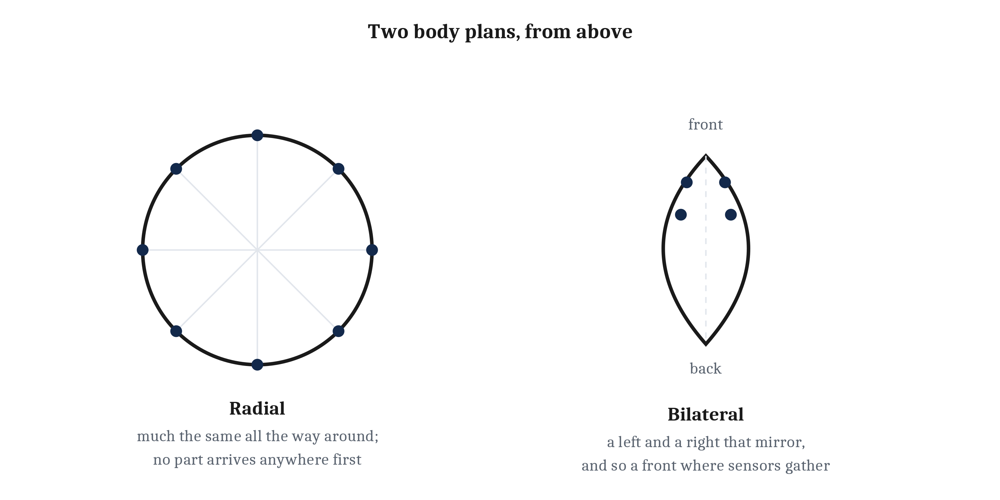 Two body plans, from above
front
back
Radial
much the same all the way around;
no part arrives anywhere first
Bilateral
a left and a right that mirror,
and so a front where sensors gather